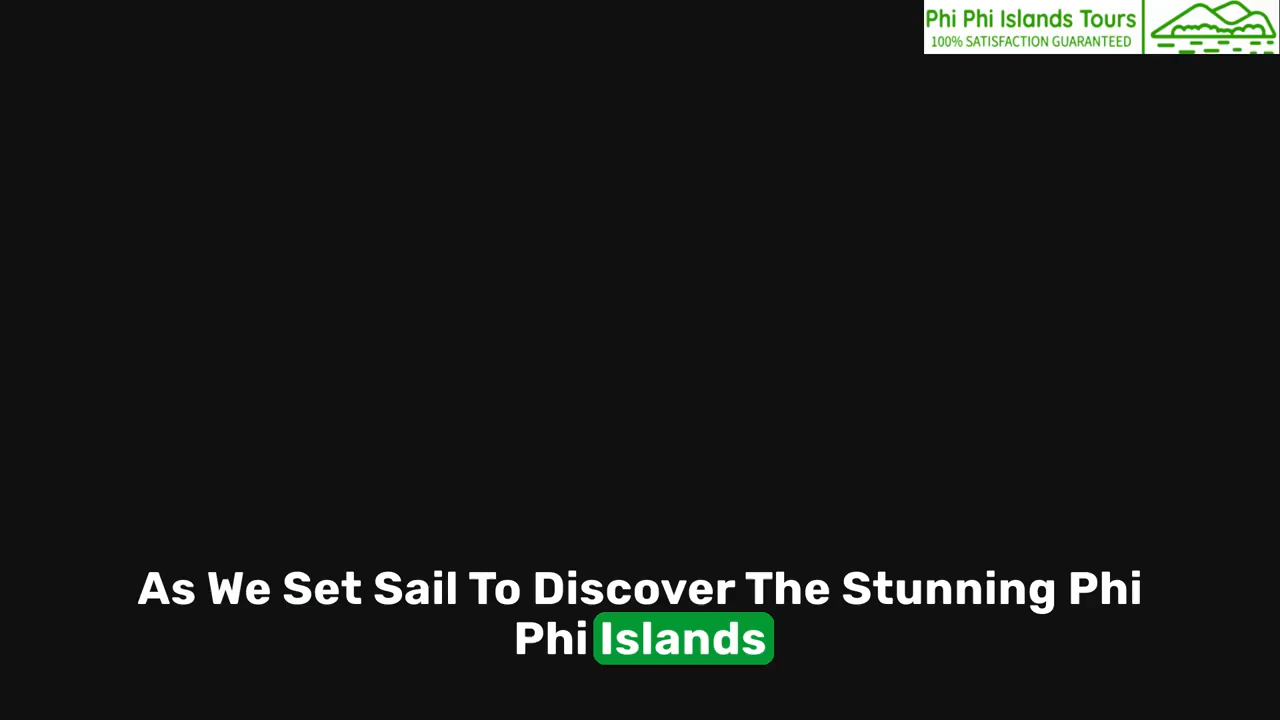 Phi Phi Islands Tours
100% SATISFACTION GUARANTEED
As We Set Sail To Discover The Stunning Phi
Phi Islands